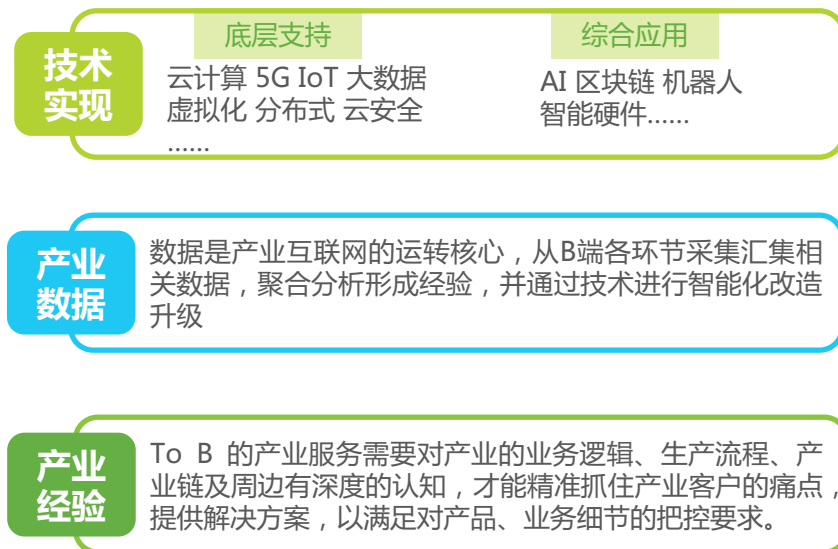 技术
实现
底层支持
云计算 5G IoT 大数据
虚拟化 分布式 云安全
……
综合应用
AI 区块链 机器人
智能硬件……
产业
数据
数据是产业互联网的运转核心，从B端各环节采集汇集相
关数据，聚合分析形成经验，并通过技术进行智能化改造
升级
产业
经验
To B 的产业服务需要对产业的业务逻辑、生产流程、产
业链及周边有深度的认知，才能精准抓住产业客户的痛点，
提供解决方案，以满足对产品、业务细节的把控要求。